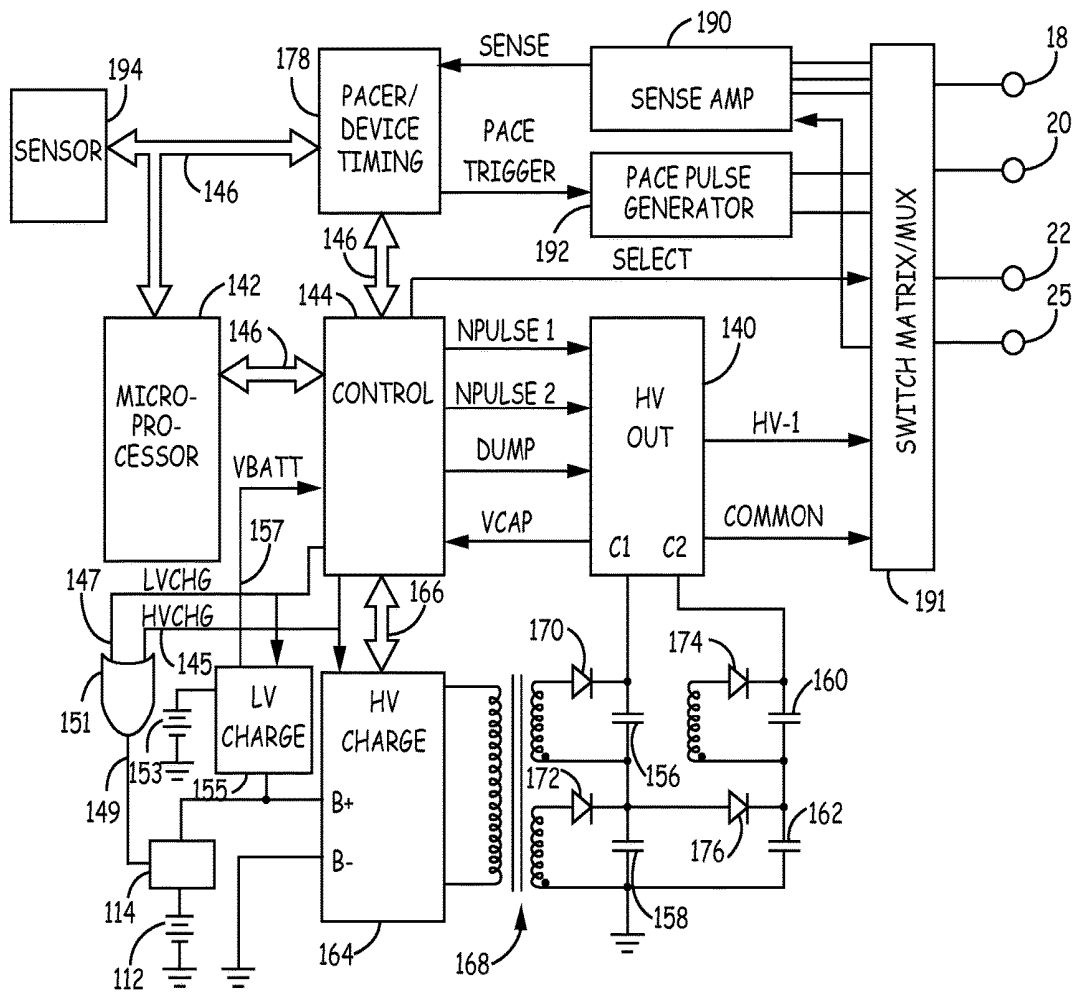 190
18
194
178
SENSE
PACER/
DEVICE
TIMING
SENSE AMP
SENSOR
PACE
TRIGGER
20
146
PACE PULSE
GENERATOR
192
146
SELECT
22
142
144
25
146
NPULSE 1
140
SWITCH MATRIX/MUX
MICRO-
PRO-
CESSOR
CONTROL
NPULSE 2
HV
OUT
HV-1
VBATT
DUMP
157
VCAP
COMMON
C1
C2
147
LVCHG
166
191
HVCHG
145
170
174
151
LV
CHARGE
HV
CHARGE
160
153
155
156
172
149
B+
162
176
B-
114
158
112
164
168